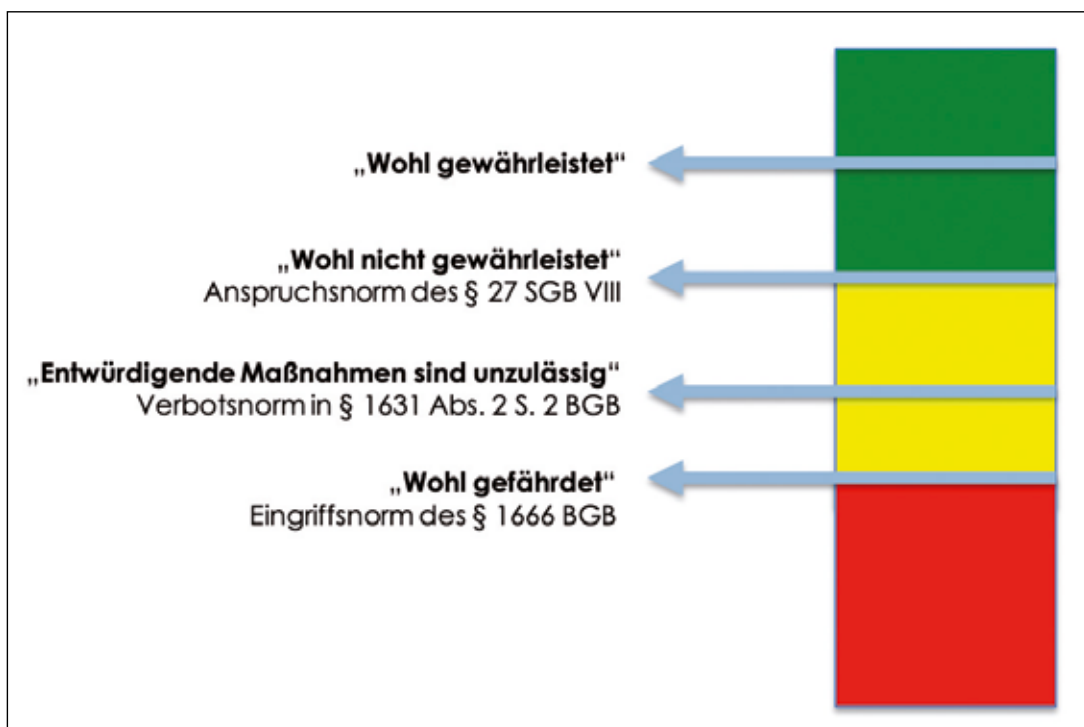 „Wohl gewährleistet“
„Wohl nicht gewährleistet“
Anspruchsnorm des § 27 SGB VIII
„Entwürdigende Maßnahmen sind unzulässig“
Verbotsnorm in § 1631 Abs. 2 S. 2 BGB
„Wohl gefährdet“
Eingriffsnorm des § 1666 BGB